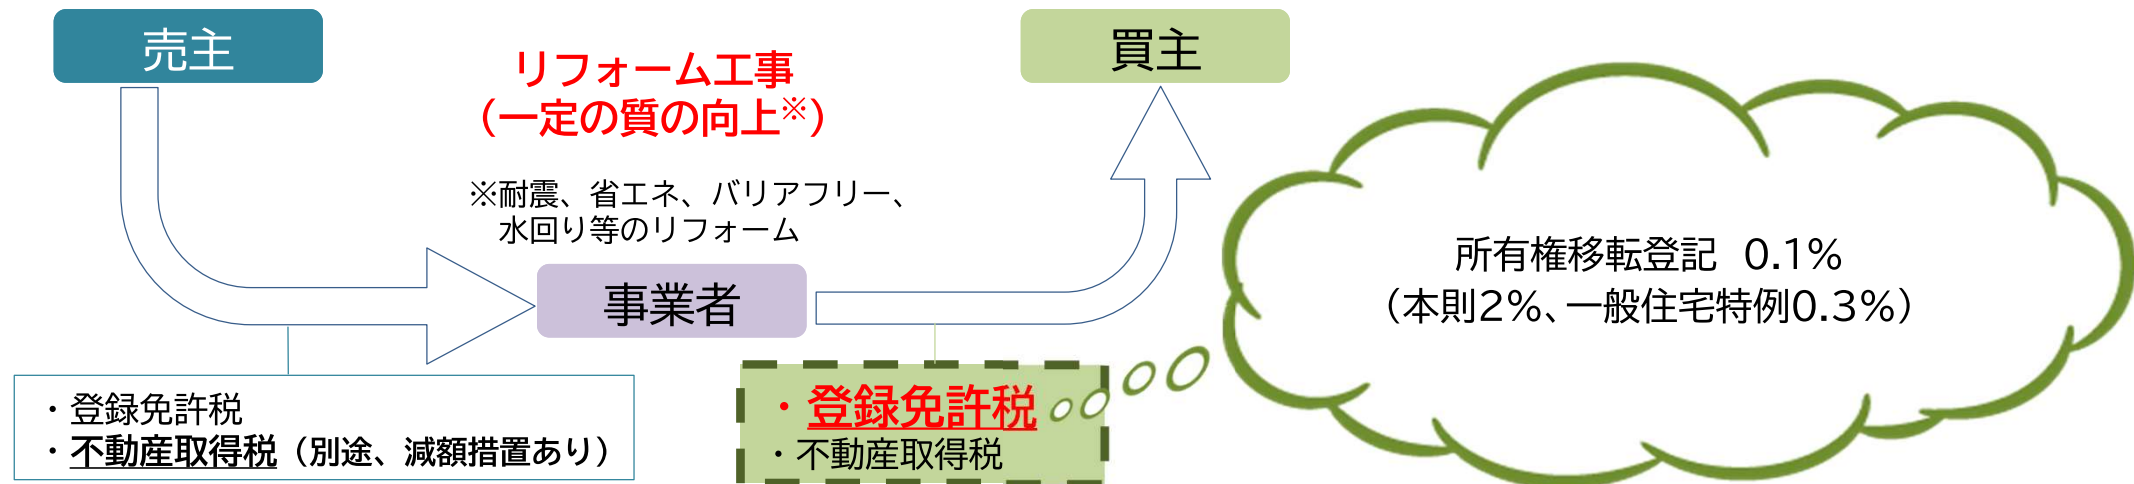 売主
リフォーム工事
（一定の質の向上※）
買主
※耐震、省エネ、バリアフリー、
水回り等のリフォーム
事業者
所有権移転登記　0.1%
（本則2%、一般住宅特例0.3%）
・登録免許税
・不動産取得税（別途、減額措置あり）
・登録免許税
・不動産取得税